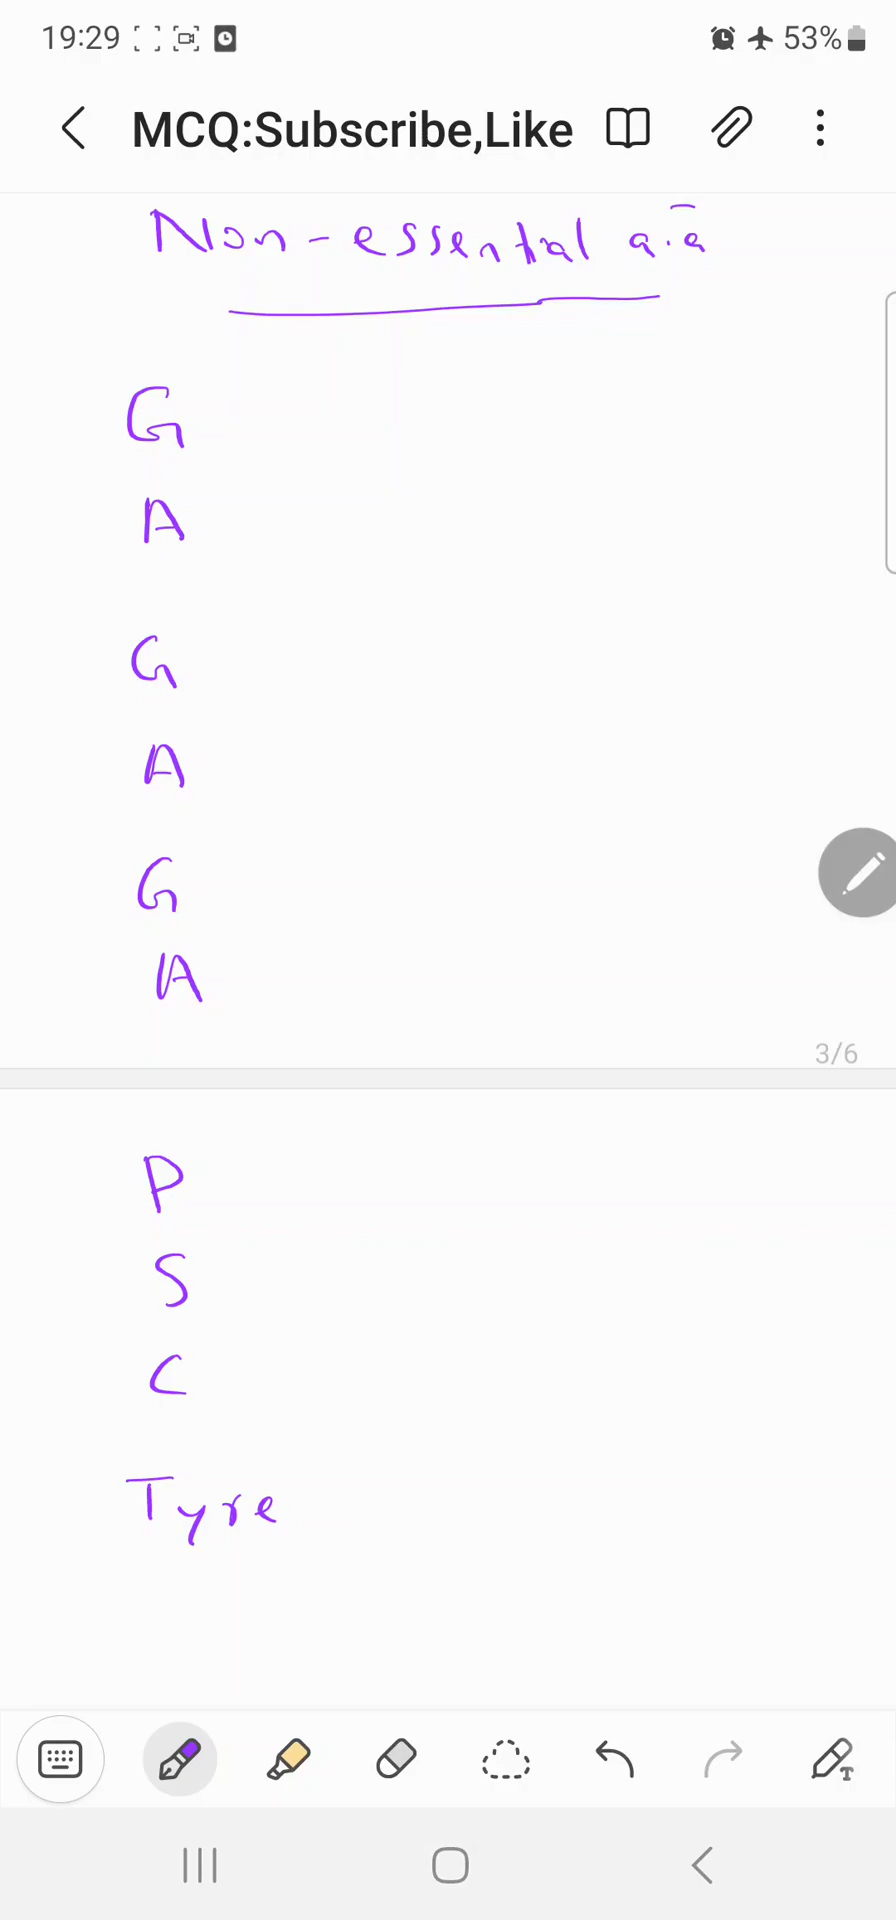 19:29 53%
MCQ:Subscribe,Like
Non-essential a.a
G
A
G
A
G
A
3/6
P
S
C
Tyre
T